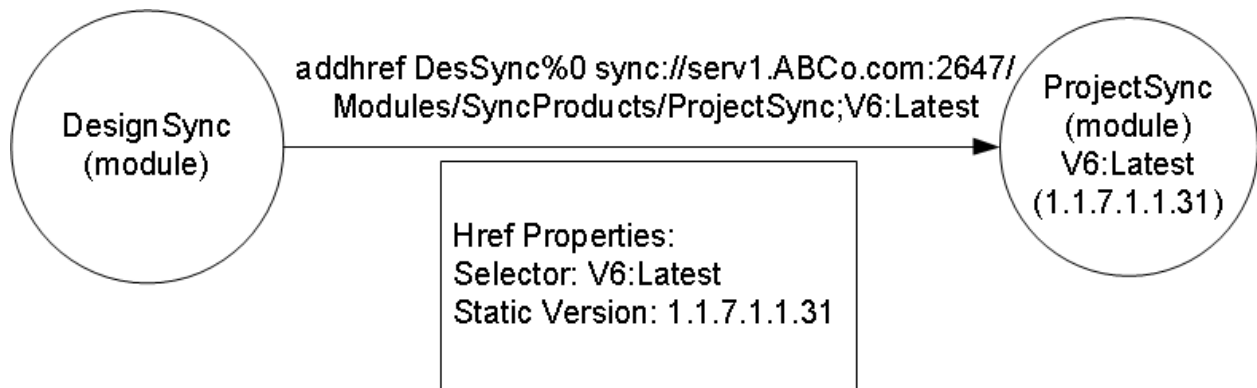 addhref DesSync%0 sync://serv1.ABCo.com:2647/
Modules/SyncProducts/ProjectSync;V6:Latest
DesignSync
(module)
ProjectSync
(module)
V6:Latest
(1.1.7.1.1.31)
Href Properties:
Selector: V6:Latest
Static Version: 1.1.7.1.1.31